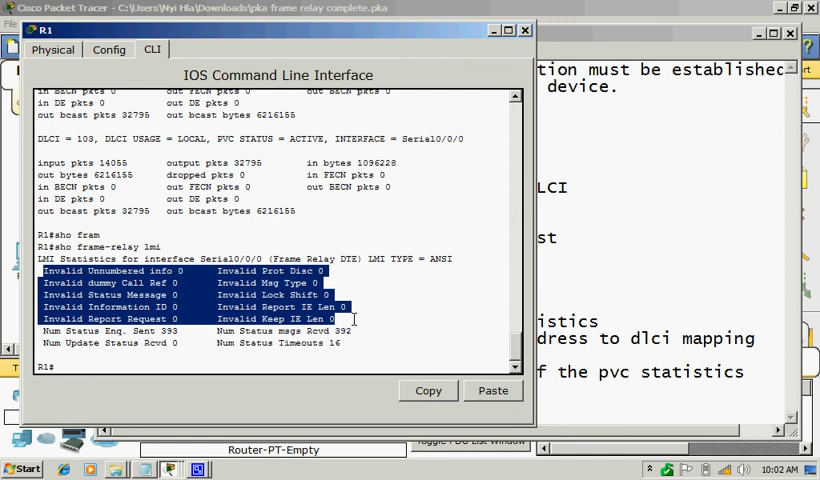 Cisco Packet Tracer - C:\Users\Nyi Hla\Downloads\pka frame relay complete.pka
R1
Physical Config CLI
IOS Command Line Interface
in BECN pkts 0 out FECN pkts 0 out BECN pkts 0
in DE pkts 0 out DE pkts 0
out bcast pkts 32795 out bcast bytes 6216155
DLCI = 103, DLCI USAGE = LOCAL, PVC STATUS = ACTIVE, INTERFACE = Serial0/0/0
input pkts 14055 output pkts 32795 in bytes 1096228
out bytes 6216155 dropped pkts 0 in FECN pkts 0
in BECN pkts 0 out FECN pkts 0 out BECN pkts 0
in DE pkts 0 out DE pkts 0
out bcast pkts 32795 out bcast bytes 6216155
R1#sho fram
R1#sho frame-relay lmi
LMI Statistics for interface Serial0/0/0 (Frame Relay DTE) LMI TYPE = ANSI
Invalid Unnumbered info 0 Invalid Prot Disc 0
Invalid dummy Call Ref 0 Invalid Msg Type 0
Invalid Status Message 0 Invalid Lock Shift 0
Invalid Information ID 0 Invalid Report IE Len 0
Invalid Report Request 0 Invalid Keep IE Len 0
Num Status Enq. Sent 393 Num Status msgs Rcvd 392
Num Update Status Rcvd 0 Num Status Timeouts 16
R1#
Copy Paste
tion must be established
device.
DLCI
st
istics
dress to dlci mapping
f the pvc statistics
Router-PT-Empty
Start
10:02 AM